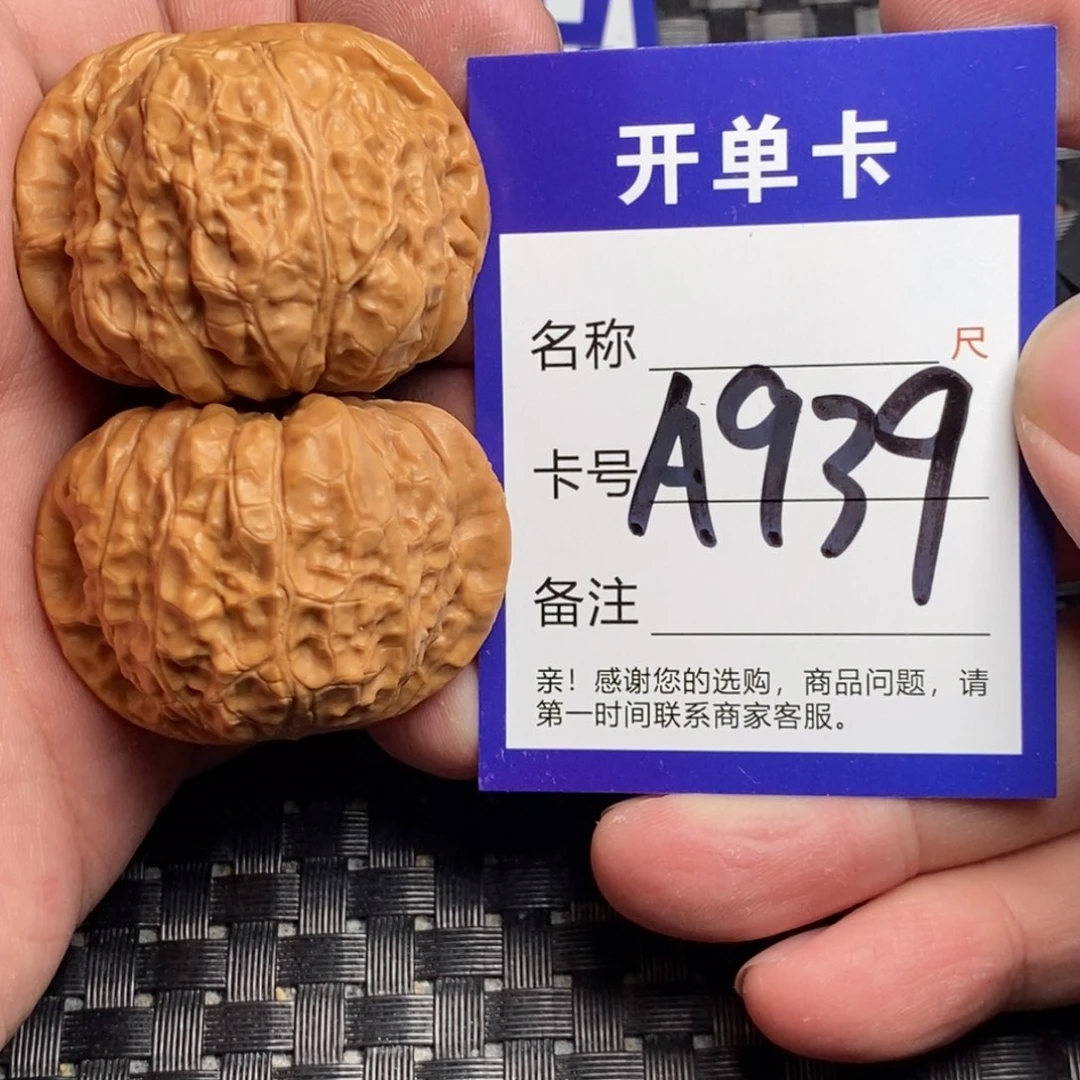 开单卡
名称 尺
卡号 A939
备注
亲！感谢您的选购，商品问题，请
第一时间联系商家客服。